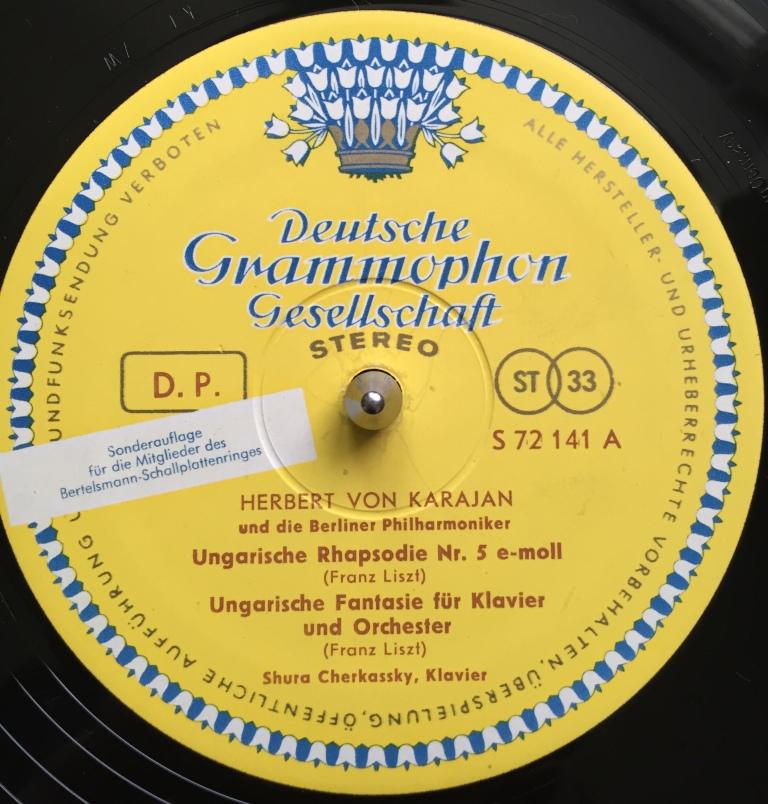 Deutsche
Grammophon
Gesellschaft
STEREO
D. P.
ST 33
S 72 141 A
Sonderauflage
für die Mitglieder des
Bertelsmann-Schallplattenringes
HERBERT VON KARAJAN
und die Berliner Philharmoniker
Ungarische Rhapsodie Nr. 5 e-moll
(Franz Liszt)
Ungarische Fantasie für Klavier
und Orchester
(Franz Liszt)
Shura Cherkassky, Klavier
ALLE HERSTELLER- UND URHEBERRECHTE VORBEHALTEN, ÜBERSPIELUNG, ÖFFENTLICHE AUFFÜHRUNG UNDFUNKSENDUNG VERBOTEN